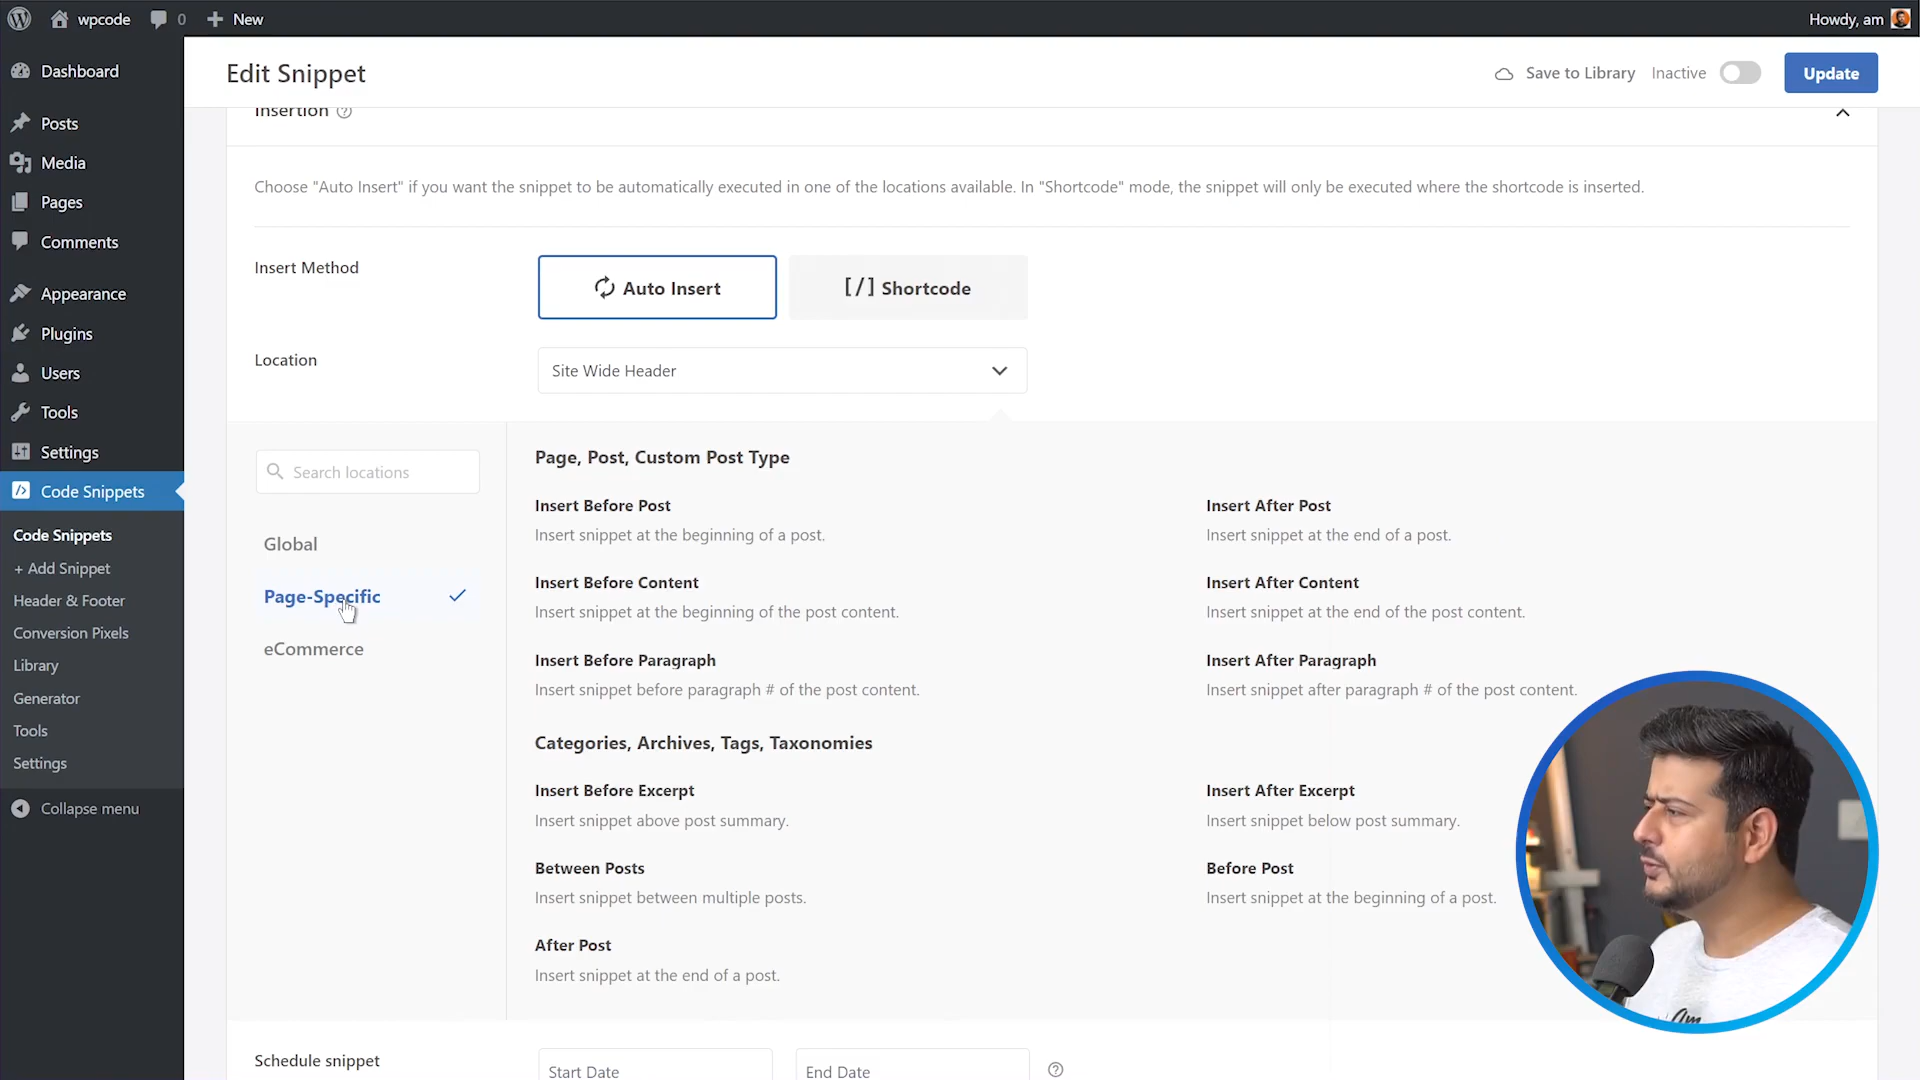 wpcode
0
New
Howdy, am
Dashboard
Posts
Media
Pages
Comments
Appearance
Plugins
Users
Tools
Settings
Code Snippets
Code Snippets
+ Add Snippet
Header & Footer
Conversion Pixels
Library
Generator
Tools
Settings
Collapse menu
Edit Snippet
Save to Library
Inactive
Update
Insertion
Choose "Auto Insert" if you want the snippet to be automatically executed in one of the locations available. In "Shortcode" mode, the snippet will only be executed where the shortcode is inserted.
Insert Method
Auto Insert
[/] Shortcode
Location
Site Wide Header
Search locations
Global
Page-Specific
eCommerce
Page, Post, Custom Post Type
Insert Before Post
Insert snippet at the beginning of a post.
Insert After Post
Insert snippet at the end of a post.
Insert Before Content
Insert snippet at the beginning of the post content.
Insert After Content
Insert snippet at the end of the post content.
Insert Before Paragraph
Insert snippet before paragraph # of the post content.
Insert After Paragraph
Insert snippet after paragraph # of the post content.
Categories, Archives, Tags, Taxonomies
Insert Before Excerpt
Insert snippet above post summary.
Insert After Excerpt
Insert snippet below post summary.
Between Posts
Insert snippet between multiple posts.
Before Post
Insert snippet at the beginning of a post.
After Post
Insert snippet at the end of a post.
Schedule snippet
Start Date
End Date